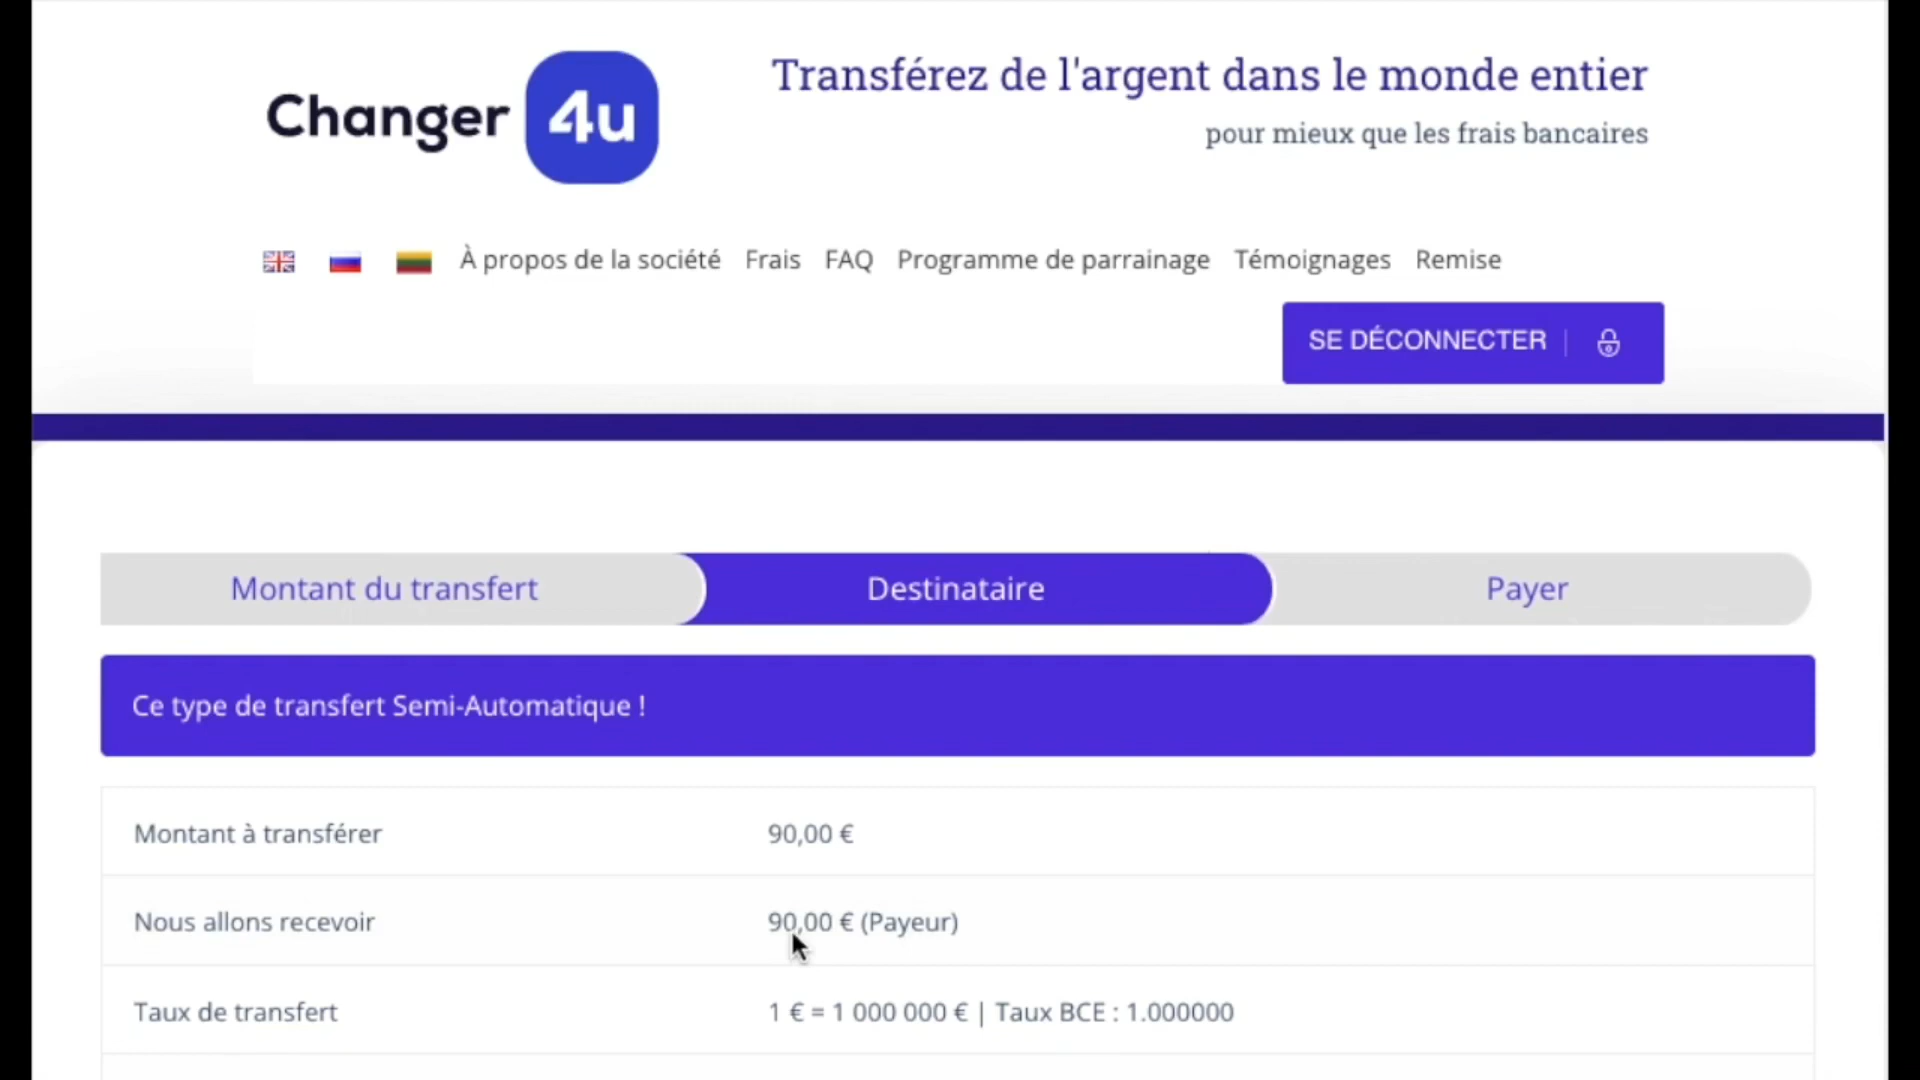 Changer 4u
Transférez de l'argent dans le monde entier
pour mieux que les frais bancaires
À propos de la société Frais FAQ Programme de parrainage Témoignages Remise
SE DÉCONNECTER
Montant du transfert Destinataire Payer
Ce type de transfert Semi-Automatique !
Montant à transférer 90,00 €
Nous allons recevoir 90,00 € (Payeur)
Taux de transfert 1 € = 1 000 000 € | Taux BCE : 1.000000